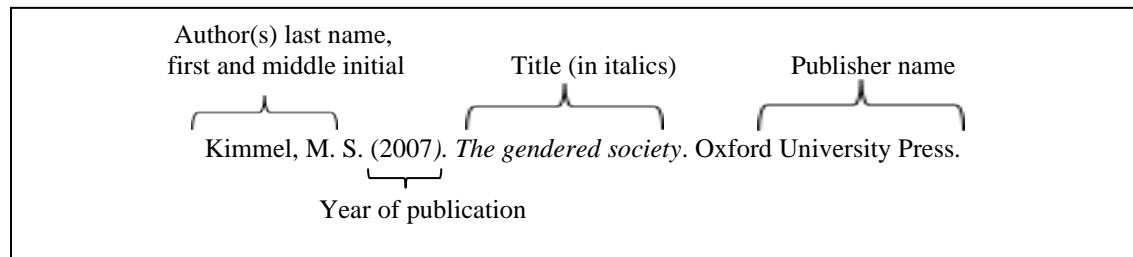 Author(s) last name,
first and middle initial
Title (in italics)
Publisher name
Kimmel, M. S. (2007). The gendered society. Oxford University Press.
Year of publication